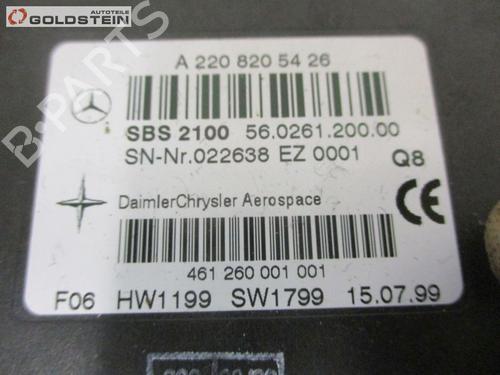 Autoteile
GOLDSTEIN
B-PARTS
A 220 820 54 26
SBS 2100 56.0261.200.00
SN-Nr.022638 EZ 0001 Q8
DaimlerChrysler Aerospace
CE
461 260 001 001
F06 HW1199 SW1799 15.07.99